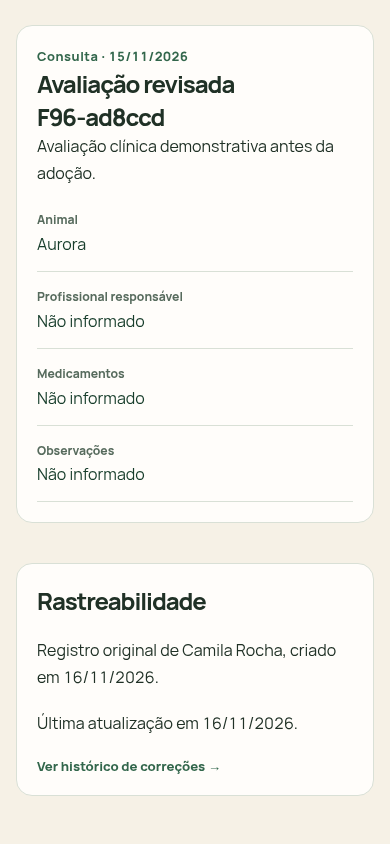 Consulta · 15/11/2026
Avaliação revisada
F96-ad8ccd
Avaliação clínica demonstrativa antes da
adoção.
Animal
Aurora
Profissional responsável
Não informado
Medicamentos
Não informado
Observações
Não informado
Rastreabilidade
Registro original de Camila Rocha, criado
em 16/11/2026.
Última atualização em 16/11/2026.
Ver histórico de correções →